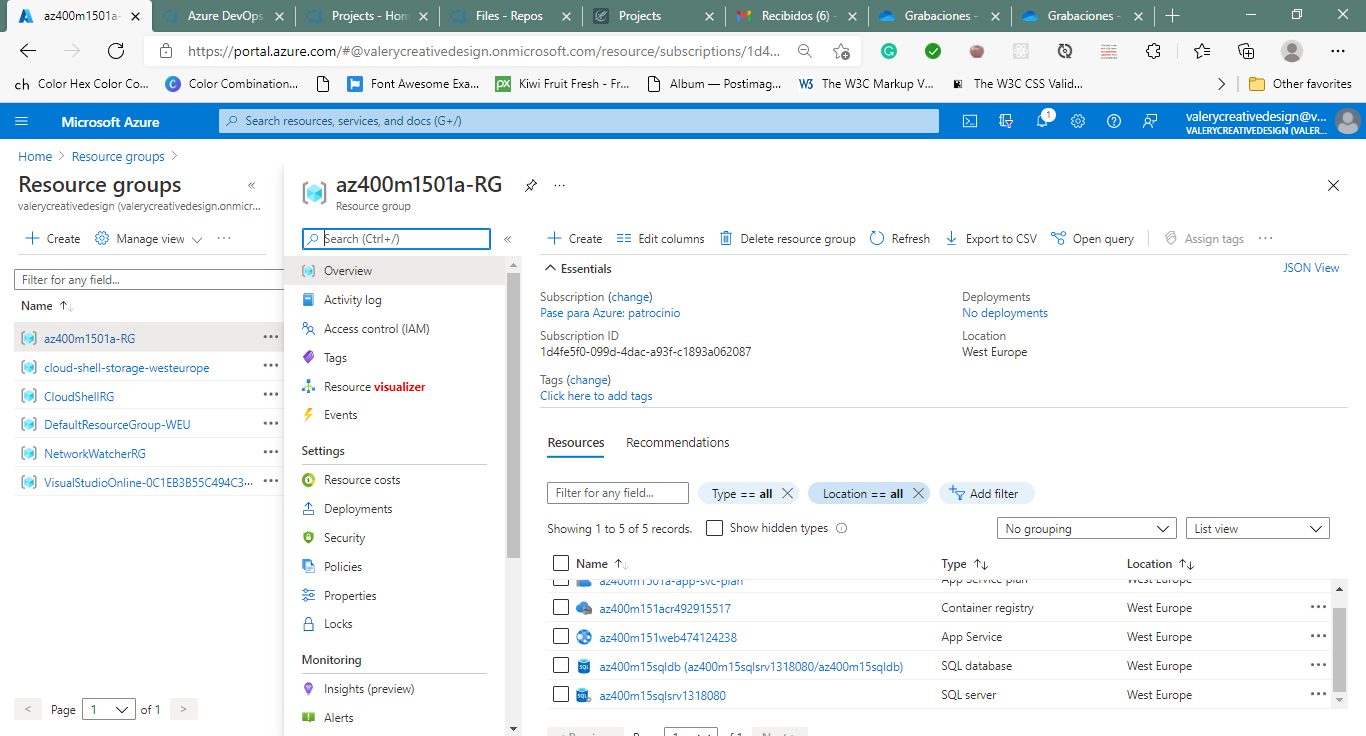 az400m1501a-
Azure DevOps
Projects - Hom
Files - Repos
Projects
Recibidos (6) -
Grabaciones -
Grabaciones -
https://portal.azure.com/#@valerycreativedesign.onmicrosoft.com/resource/subscriptions/1d4...
ch Color Hex Color Co...
C Color Combination...
Font Awesome Exa...
px Kiwi Fruit Fresh - Fr...
Album — Postimag...
W3 The W3C Markup V...
The W3C CSS Valid...
Other favorites
Microsoft Azure
Search resources, services, and docs (G+/)
1
valerycreativedesign@v...
VALERYCREATIVEDESIGN (VALER...
Home > Resource groups >
Resource groups «
valerycreativedesign (valerycreativedesign.onmicr...
+ Create Manage view ...
Filter for any field...
Name ↑↓
az400m1501a-RG ...
cloud-shell-storage-westeurope ...
CloudShellRG ...
DefaultResourceGroup-WEU ...
NetworkWatcherRG ...
VisualStudioOnline-0C1EB3B55C494C3... ...
< Page 1 of 1 >
az400m1501a-RG ...
Resource group
Search (Ctrl+/) «
Overview
Activity log
Access control (IAM)
Tags
Resource visualizer
Events
Settings
Resource costs
Deployments
Security
Policies
Properties
Locks
Monitoring
Insights (preview)
Alerts
+ Create Edit columns Delete resource group Refresh Export to CSV Open query Assign tags ...
Essentials JSON View
Subscription (change)
Pase para Azure: patrocinio
Subscription ID
1d4fe5f0-099d-4dac-a93f-c1893a062087
Tags (change)
Click here to add tags
Deployments
No deployments
Location
West Europe
Resources Recommendations
Filter for any field... Type == all Location == all Add filter
Showing 1 to 5 of 5 records. Show hidden types No grouping List view
Name ↑↓ Type ↑↓ Location ↑↓
az400m1501a-app-svc-plan App Service plan West Europe
az400m151acr492915517 Container registry West Europe ...
az400m151web474124238 App Service West Europe ...
az400m15sqldb (az400m15sqlsrv1318080/az400m15sqldb) SQL database West Europe ...
az400m15sqlsrv1318080 SQL server West Europe ...
< Previous Page 1 of 1 Next >